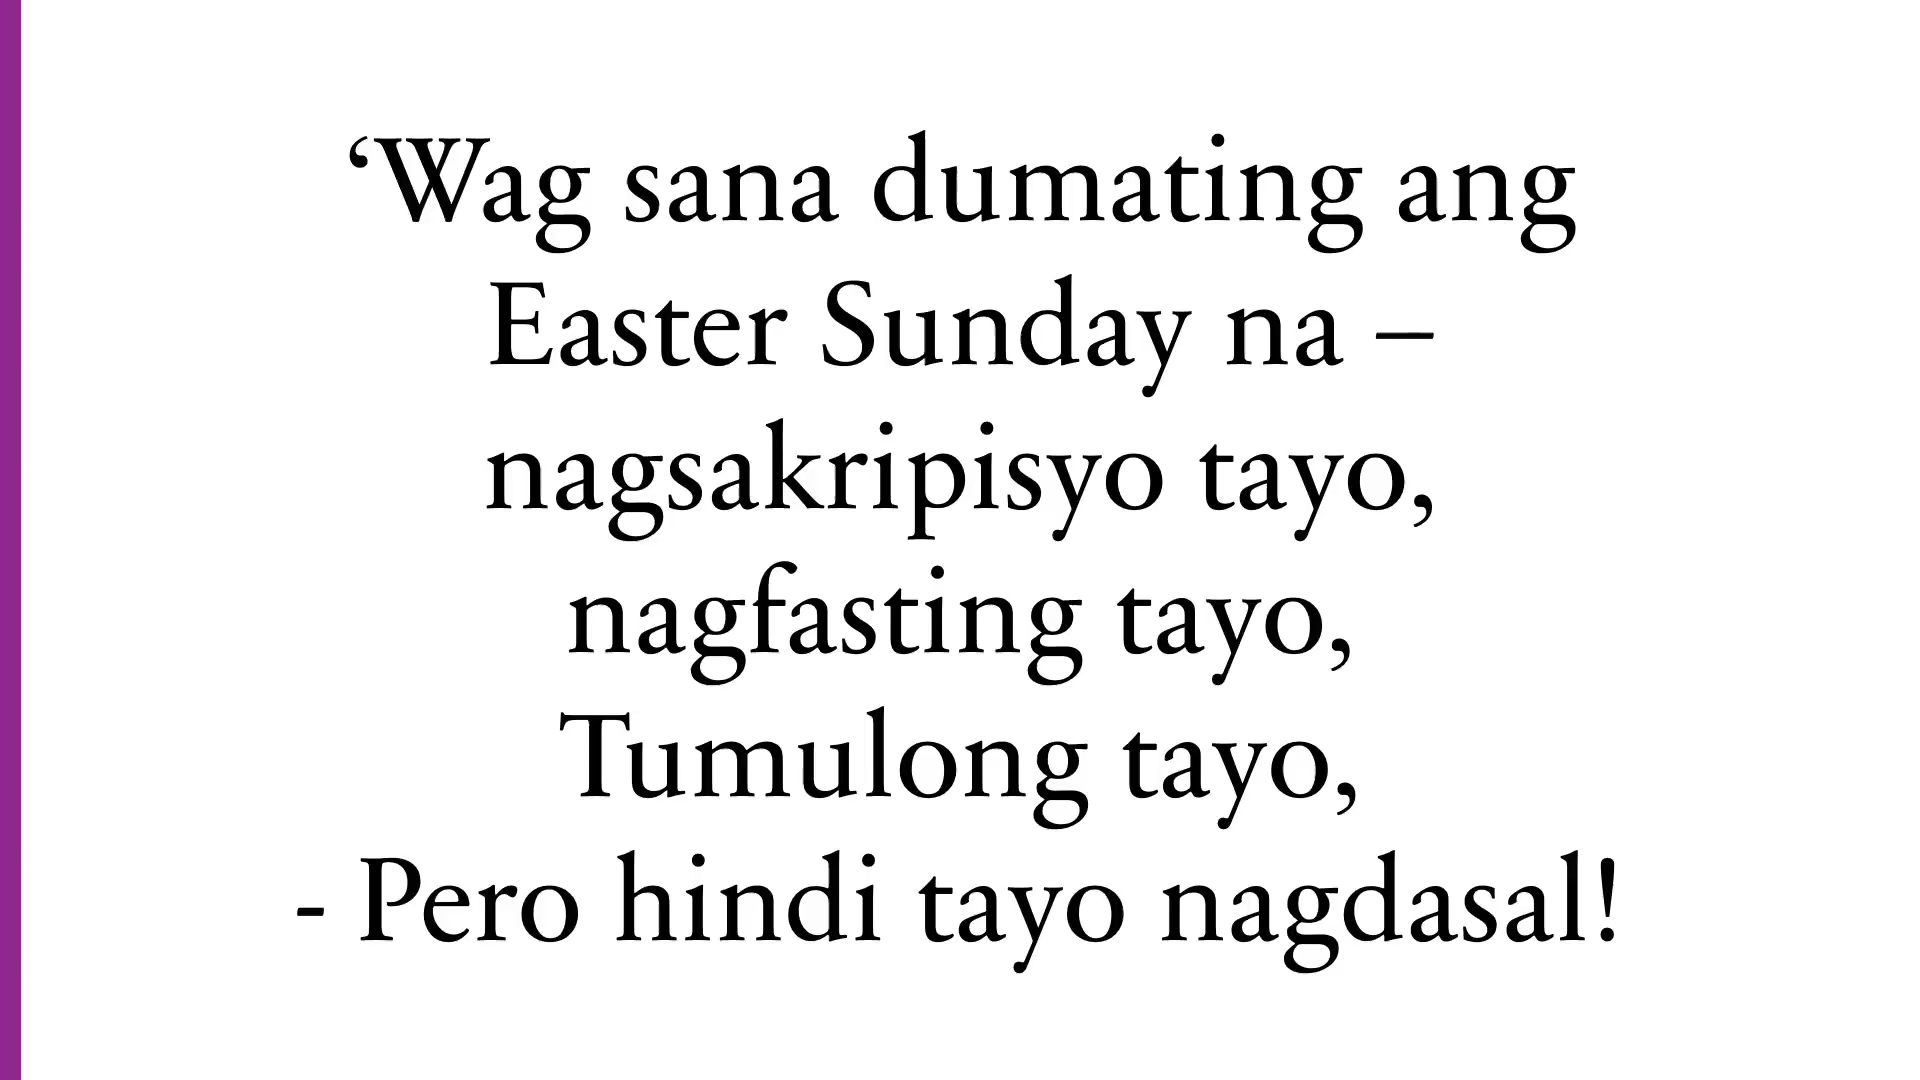 ‘Wag sana dumating ang
Easter Sunday na –
nagsakripisyo tayo,
nagfasting tayo,
Tumulong tayo,
- Pero hindi tayo nagdasal!